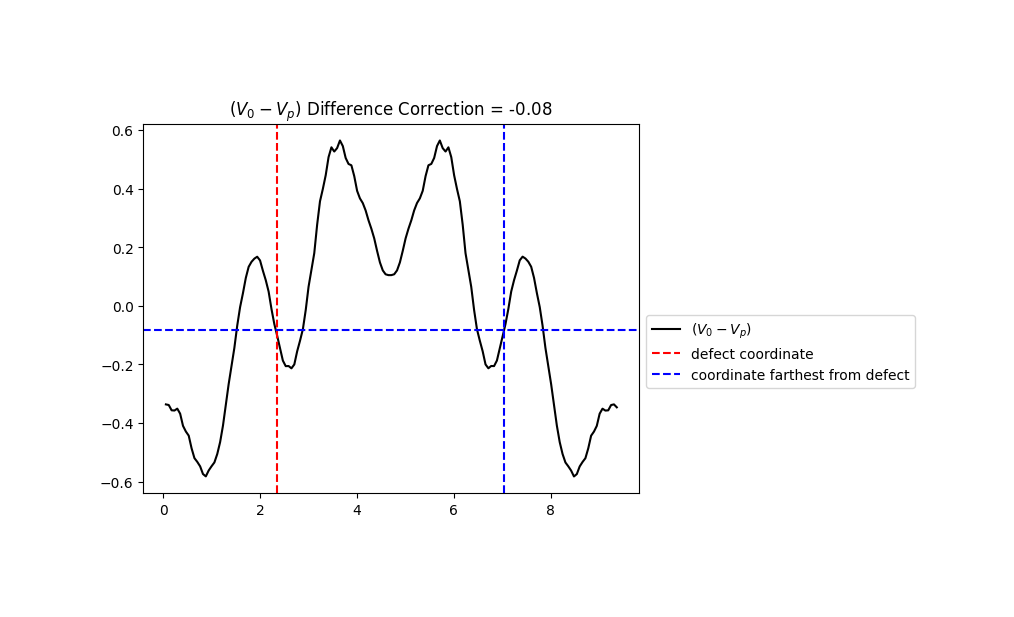 (V₀ − Vₚ) Difference Correction = -0.08
0.6
0.4
0.2
0.0
−0.2
−0.4
−0.6
0 2 4 6 8
(V₀ − Vₚ)
defect coordinate
coordinate farthest from defect